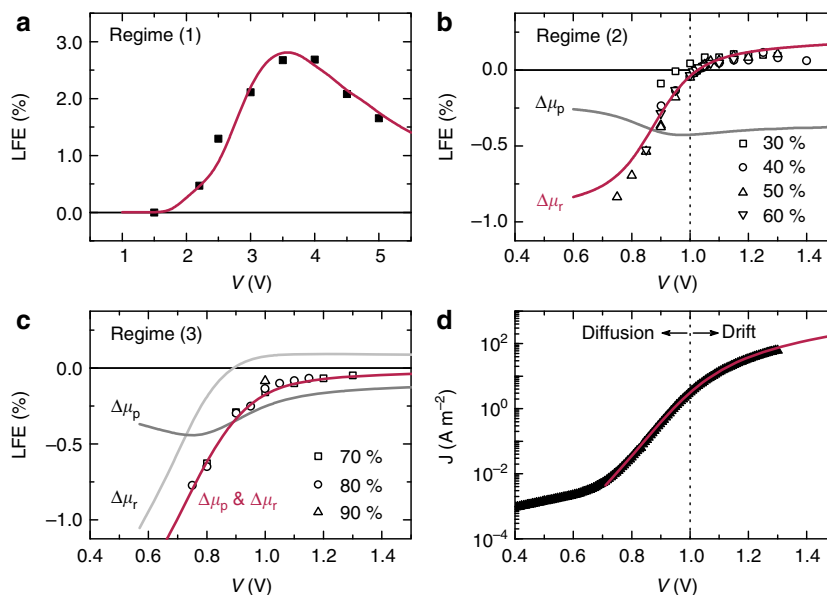 a
Regime (1)
LFE (%)
3.0
2.0
1.0
0.0
1 2 3 4 5
V (V)
b
Regime (2)
LFE (%)
0.0
−0.5
−1.0
Δμp
Δμr
30 %
40 %
50 %
60 %
0.4 0.6 0.8 1.0 1.2 1.4
V (V)
c
Regime (3)
LFE (%)
0.0
−0.5
−1.0
Δμp
Δμr
Δμp & Δμr
70 %
80 %
90 %
0.4 0.6 0.8 1.0 1.2 1.4
V (V)
d
Diffusion Drift
J (A m−2)
10²
10⁰
10−2
10−4
0.4 0.6 0.8 1.0 1.2 1.4
V (V)